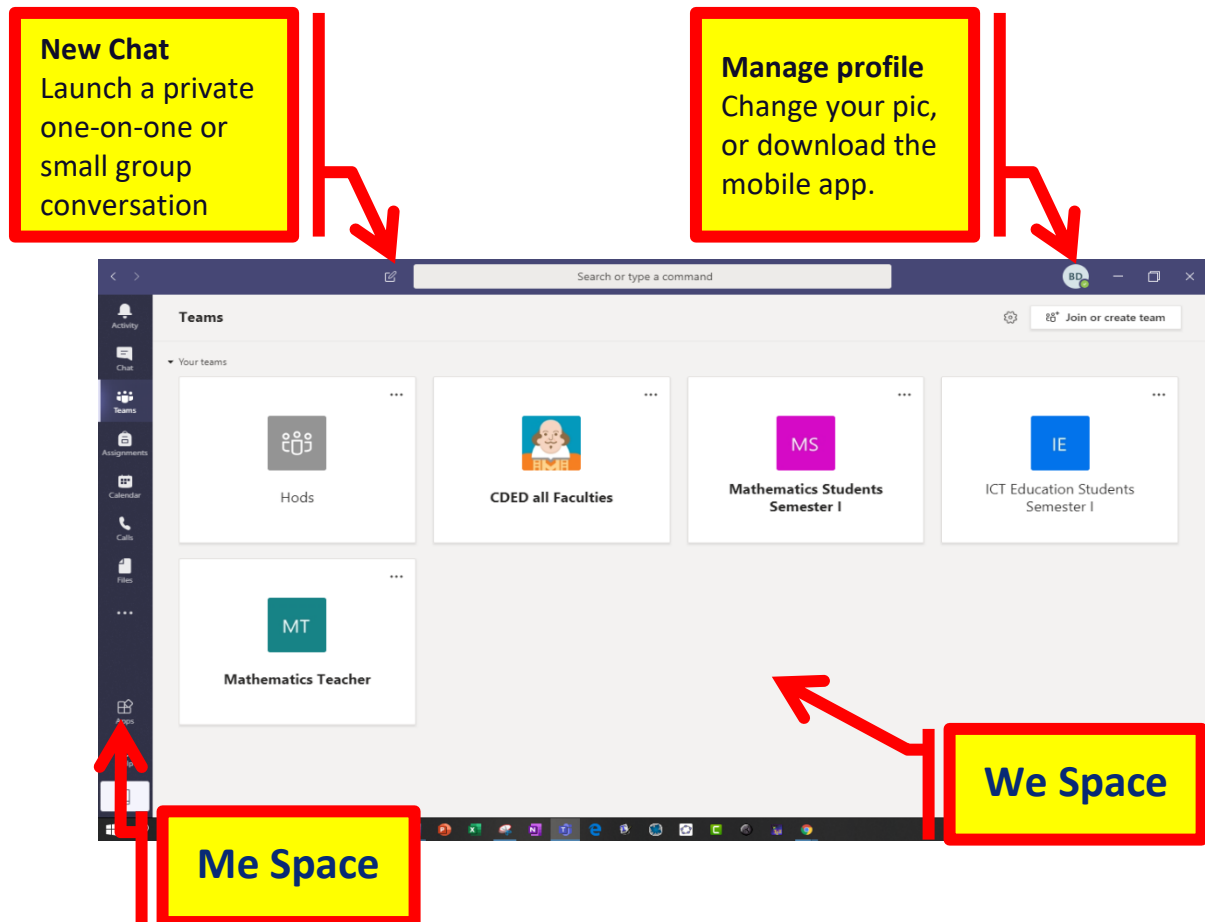 New Chat
Launch a private
one-on-one or
small group
conversation
Manage profile
Change your pic,
or download the
mobile app.
Search or type a command
BD
Activity
Teams
Join or create team
Chat
Your teams
Teams
Assignments
Calendar
Calls
Files
Hods
CDED all Faculties
MS
Mathematics Students
Semester I
IE
ICT Education Students
Semester I
MT
Mathematics Teacher
Apps
We Space
Me Space